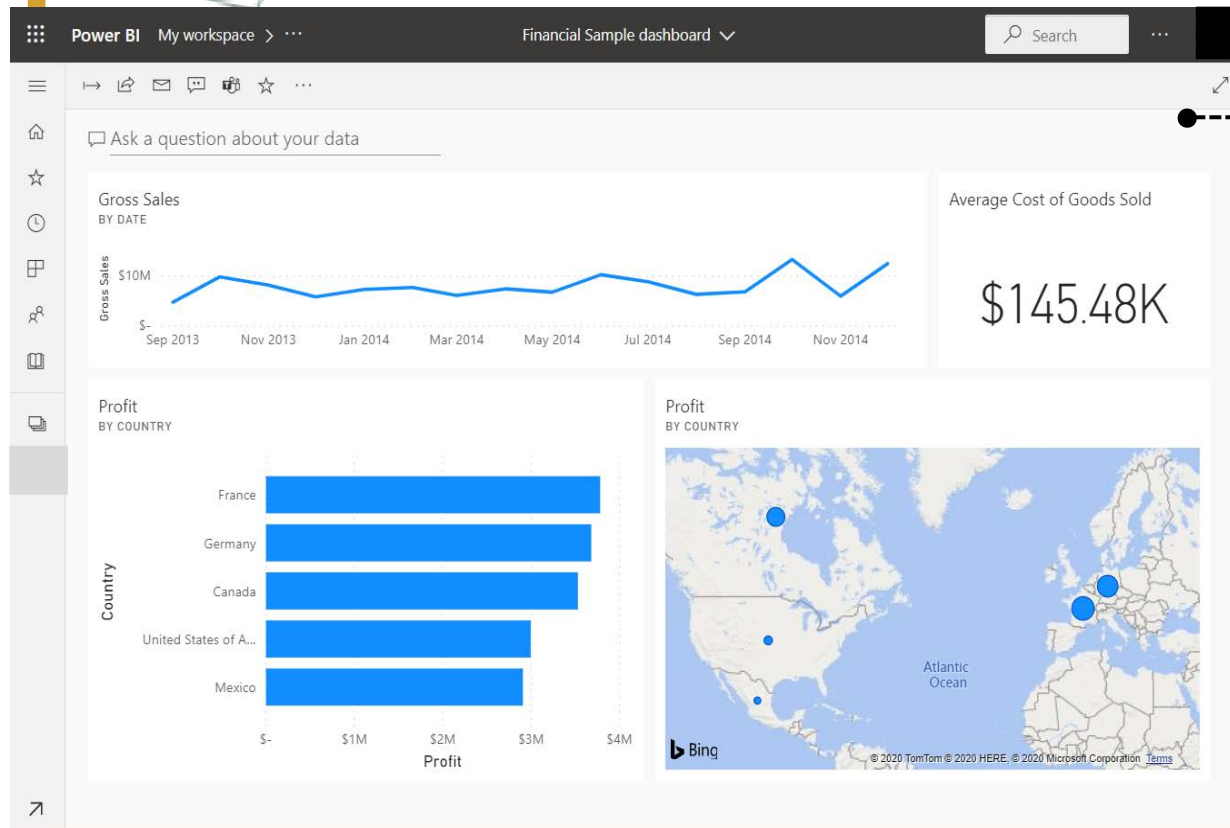 Power BI My workspace > ...
Financial Sample dashboard
Search
...
Ask a question about your data
Gross Sales
BY DATE
Gross Sales
$10M
$-
Sep 2013 Nov 2013 Jan 2014 Mar 2014 May 2014 Jul 2014 Sep 2014 Nov 2014
Average Cost of Goods Sold
$145.48K
Profit
BY COUNTRY
Country
France
Germany
Canada
United States of A...
Mexico
$- $1M $2M $3M $4M
Profit
Profit
BY COUNTRY
Atlantic
Ocean
Bing
© 2020 TomTom © 2020 HERE, © 2020 Microsoft Corporation Terms